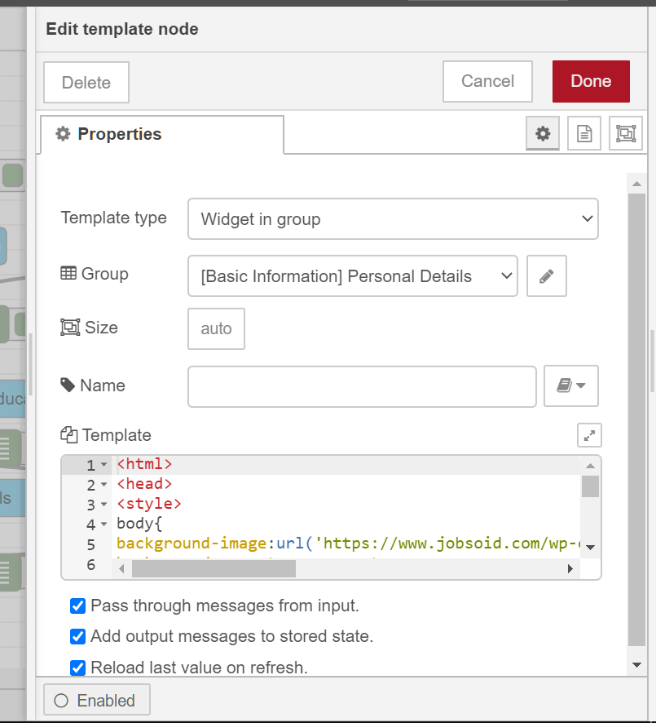 Edit template node
Delete
Cancel
Done
Properties
Template type
Widget in group
Group
[Basic Information] Personal Details
Size
auto
Name
Template
1 <html>
2 <head>
3 <style>
4 body{
5 background-image:url('https://www.jobsoid.com/wp-
6
Pass through messages from input.
Add output messages to stored state.
Reload last value on refresh.
Enabled
duca
ls